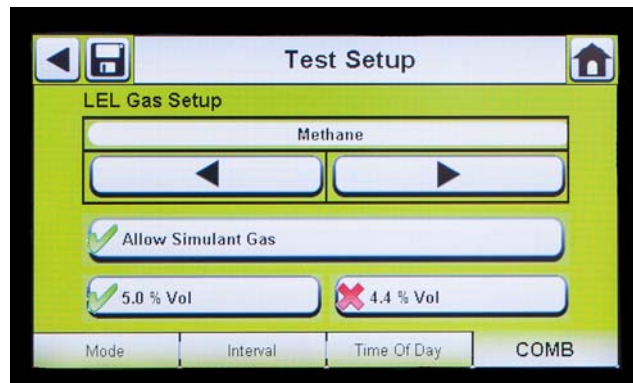 Test Setup
LEL Gas Setup
Methane
Allow Simulant Gas
5.0 % Vol
4.4 % Vol
Mode
Interval
Time Of Day
COMB